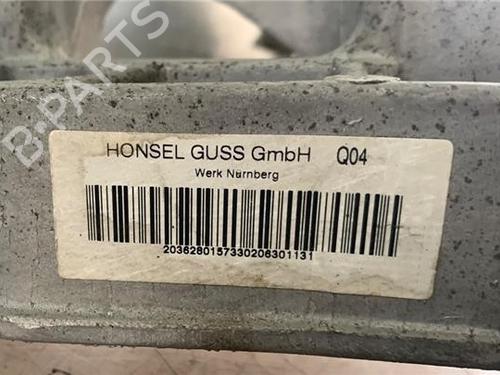 B-PARTS
HONSEL GUSS GmbH Q04
Werk Nürnberg
2036280157330206301131